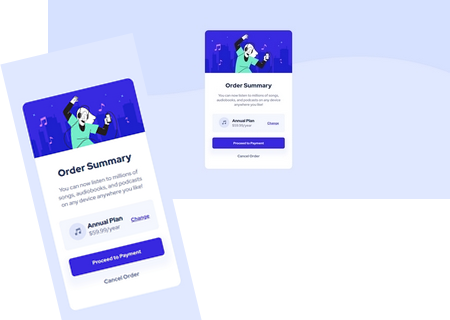 Order Summary
You can now listen to millions of
songs, audiobooks, and podcasts
on any device anywhere you like!
Annual Plan
$59.99/year
Change
Proceed to Payment
Cancel Order
Order Summary
You can now listen to millions of songs,
audiobooks, and podcasts on any device
anywhere you like!
Annual Plan
$59.99/year
Change
Proceed to Payment
Cancel Order